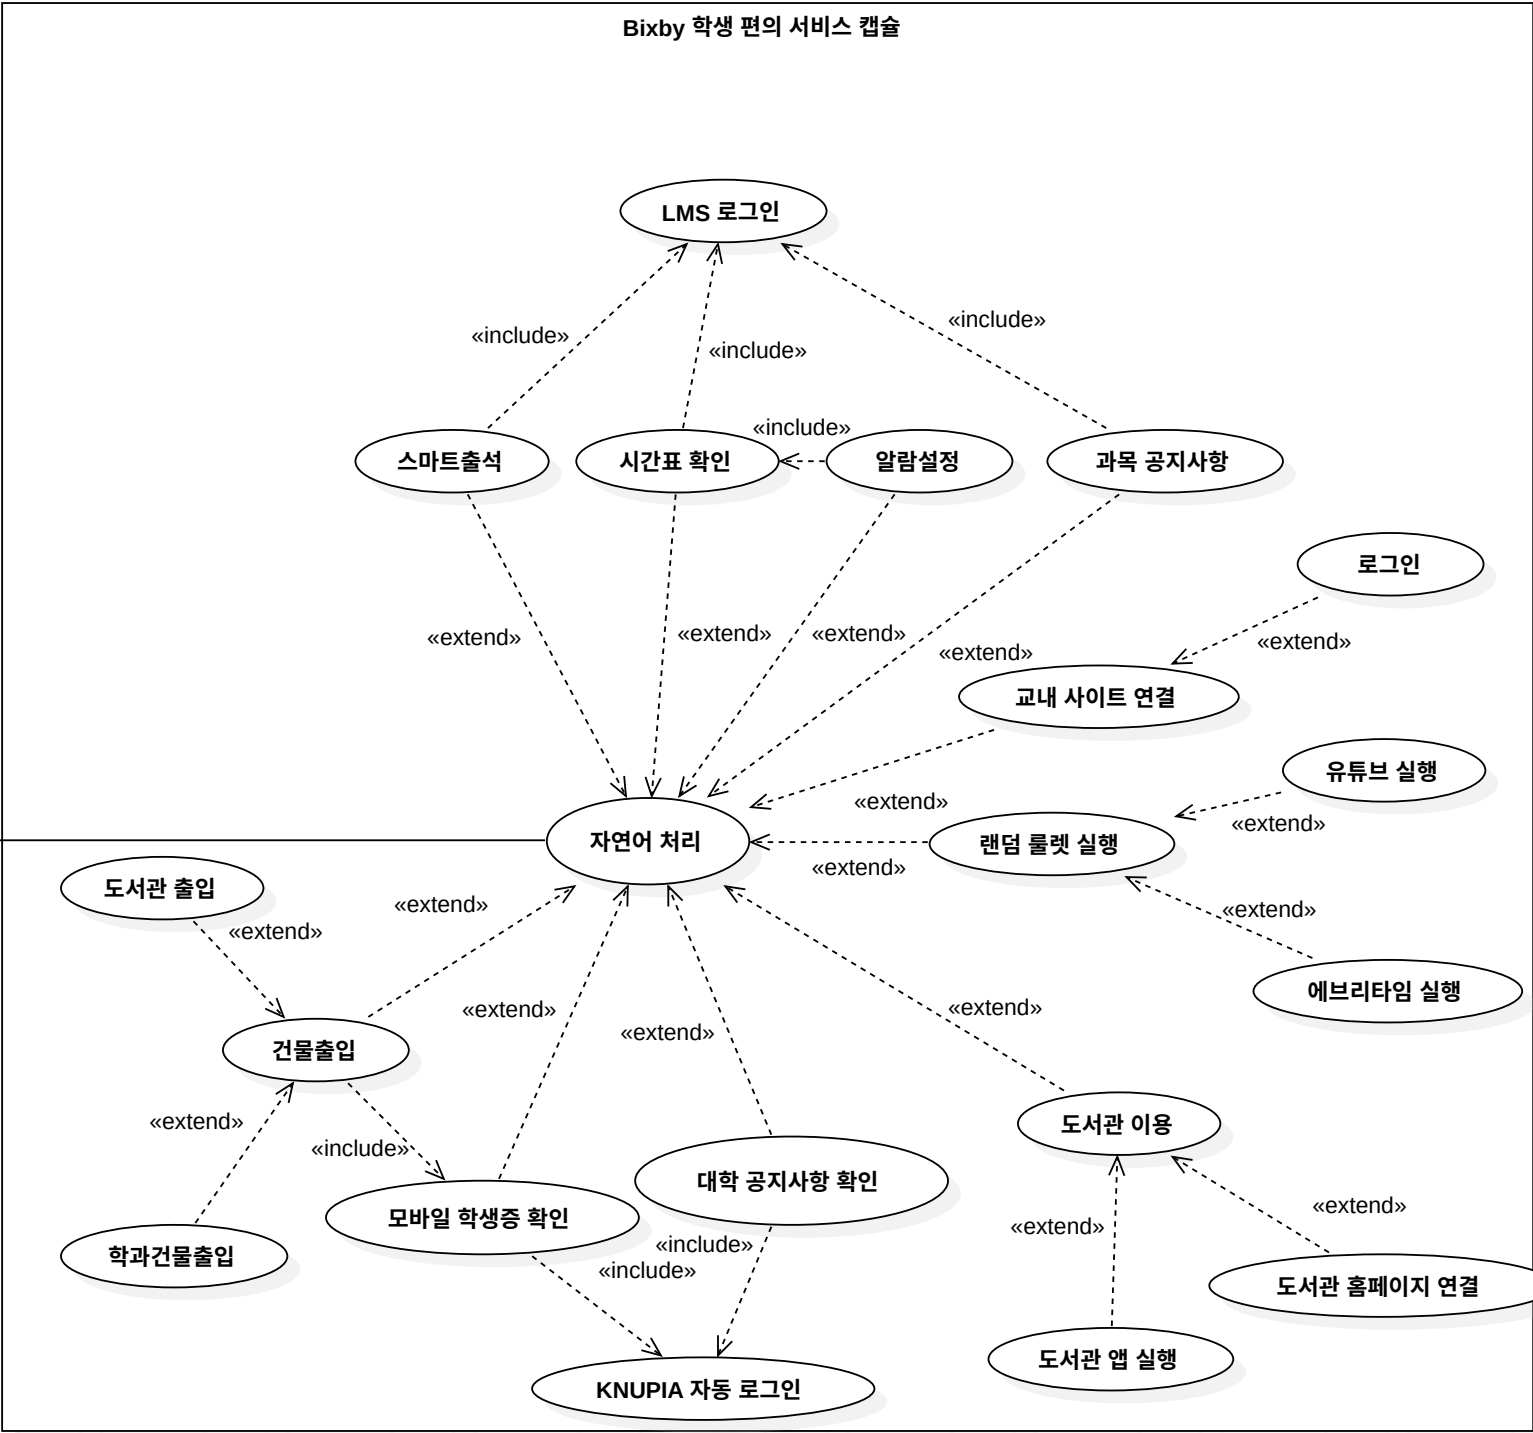 Bixby 학생 편의 서비스 캡슐
LMS 로그인
«include»
«include»
«include»
«include»
스마트출석
시간표 확인
알람설정
과목 공지사항
로그인
«extend»
«extend»
«extend»
«extend»
«extend»
교내 사이트 연결
유튜브 실행
«extend»
«extend»
자연어 처리
랜덤 룰렛 실행
«extend»
도서관 출입
«extend»
«extend»
«extend»
에브리타임 실행
«extend»
«extend»
«extend»
건물출입
«extend»
«include»
도서관 이용
대학 공지사항 확인
모바일 학생증 확인
«extend»
«extend»
학과건물출입
«include»
«include»
도서관 홈페이지 연결
도서관 앱 실행
KNUPIA 자동 로그인